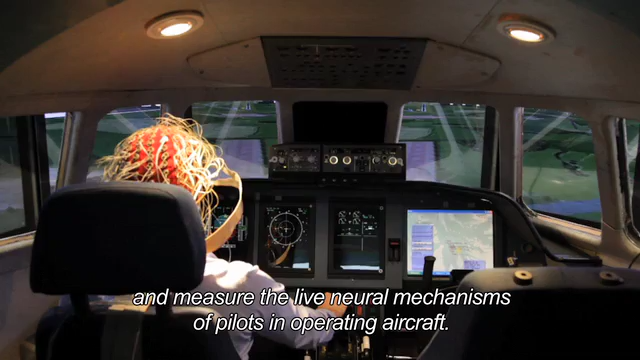 and measure the live neural mechanisms
of pilots in operating aircraft.